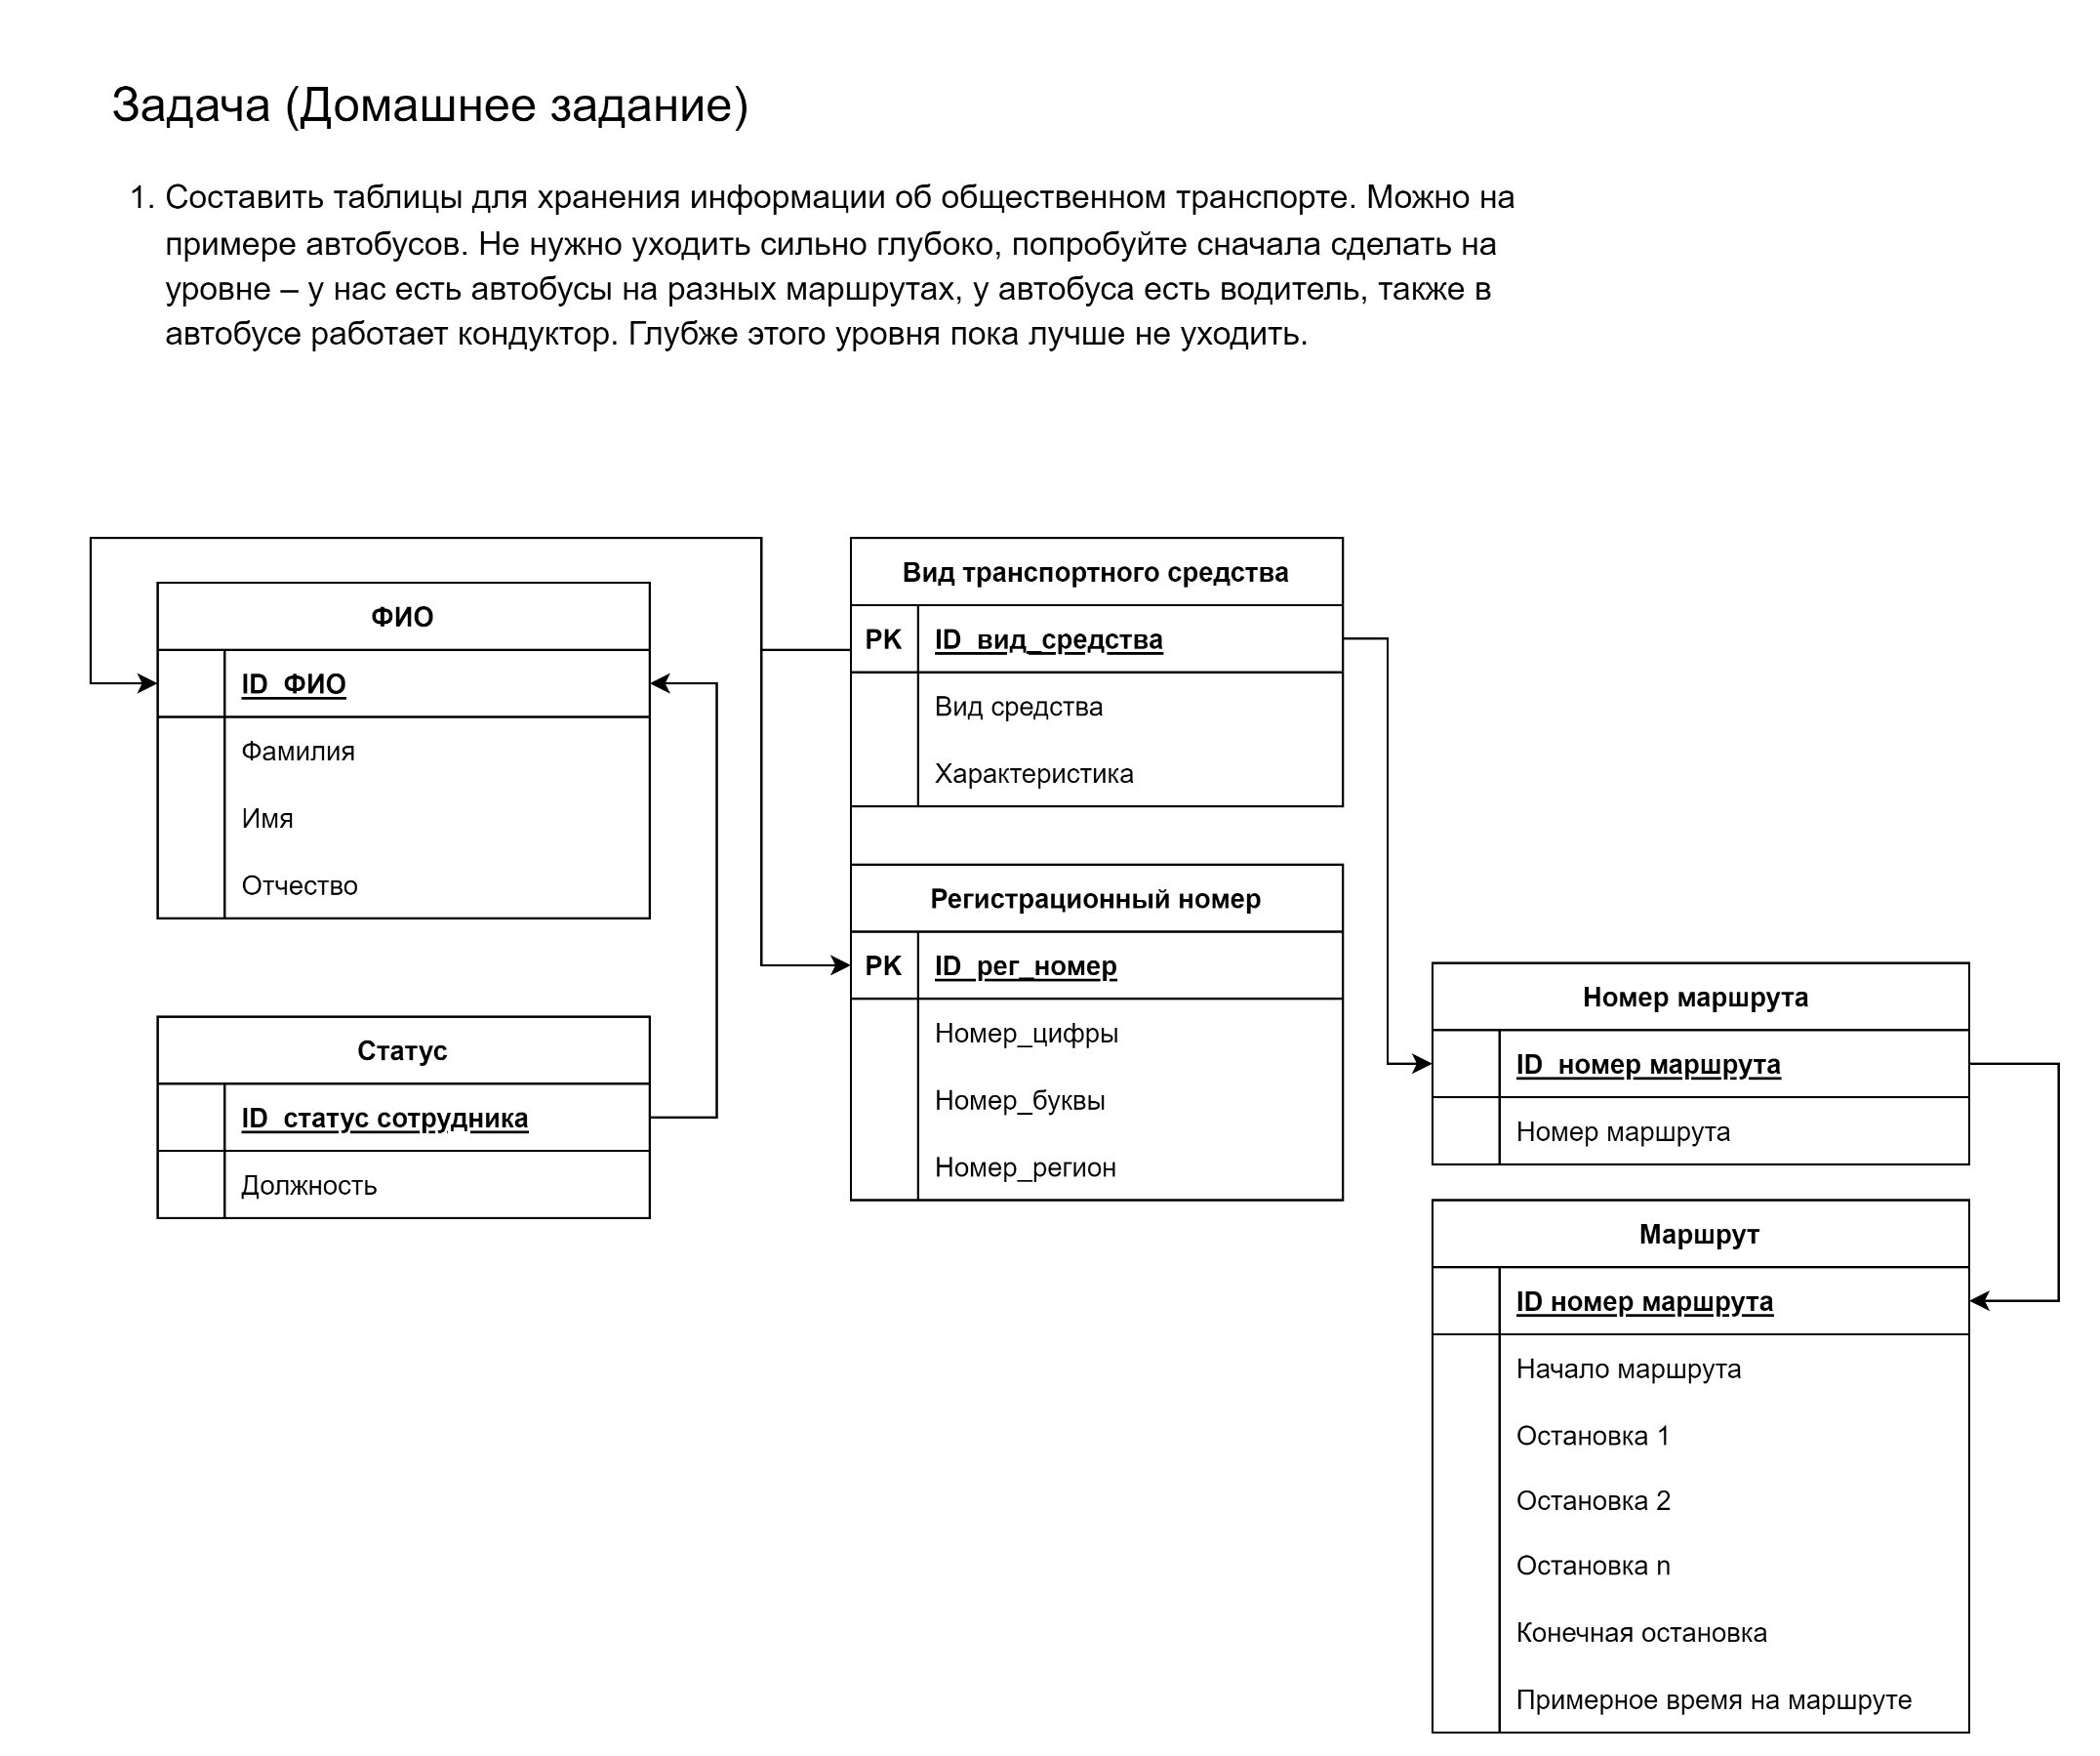 Задача (Домашнее задание)
1. Составить таблицы для хранения информации об общественном транспорте. Можно на
примере автобусов. Не нужно уходить сильно глубоко, попробуйте сначала сделать на
уровне – у нас есть автобусы на разных маршрутах, у автобуса есть водитель, также в
автобусе работает кондуктор. Глубже этого уровня пока лучше не уходить.
ФИО
ID_ФИО
Фамилия
Имя
Отчество
Статус
ID_статус сотрудника
Должность
Вид транспортного средства
PK ID_вид_средства
Вид средства
Характеристика
Регистрационный номер
PK ID_рег_номер
Номер_цифры
Номер_буквы
Номер_регион
Номер маршрута
ID_номер маршрута
Номер маршрута
Маршрут
ID номер маршрута
Начало маршрута
Остановка 1
Остановка 2
Остановка n
Конечная остановка
Примерное время на маршруте